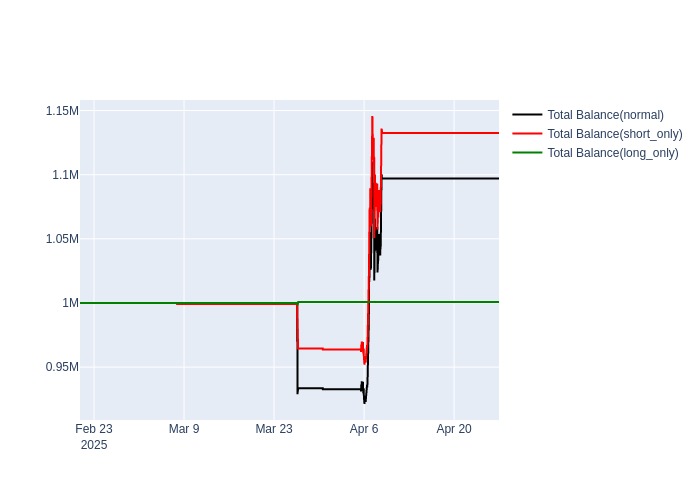 1.15M
1.1M
1.05M
1M
0.95M
Feb 23
2025
Mar 9
Mar 23
Apr 6
Apr 20
Total Balance(normal)
Total Balance(short_only)
Total Balance(long_only)